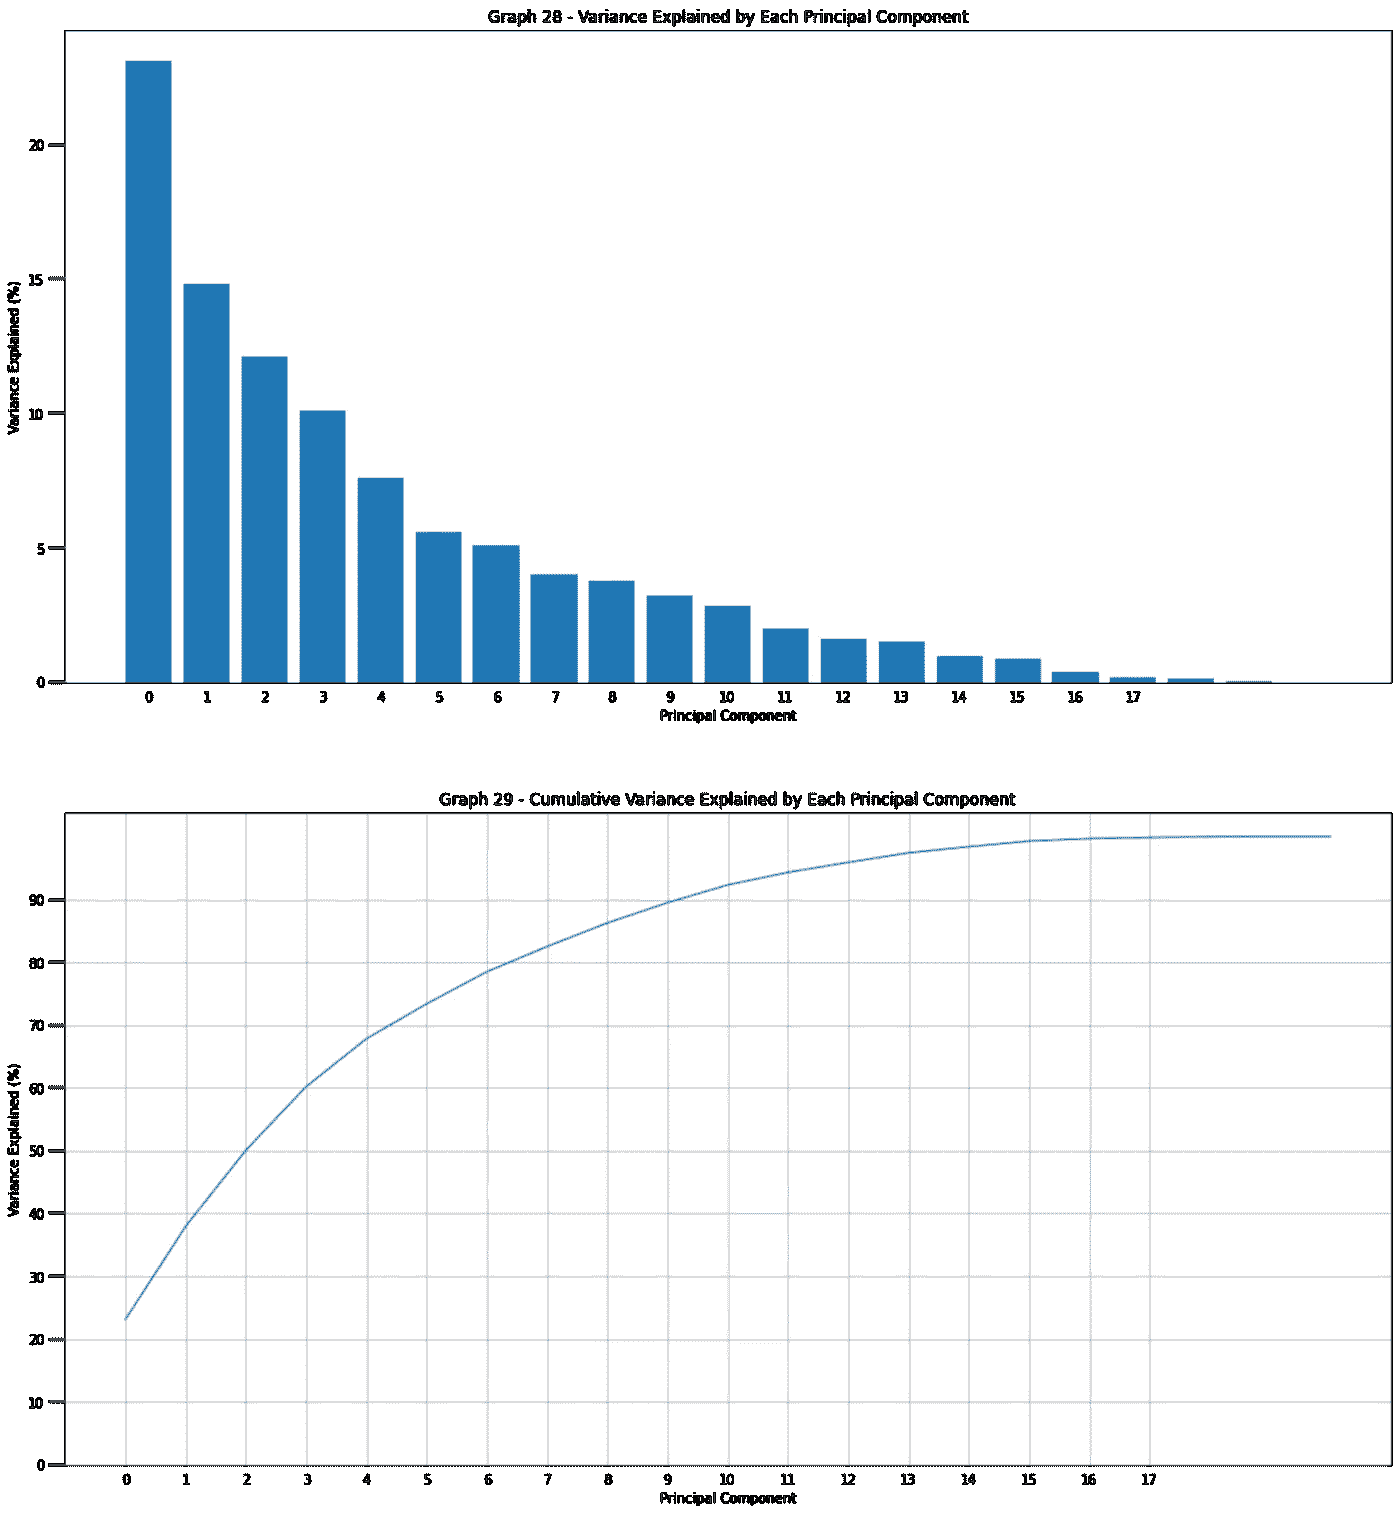 Graph 28 - Variance Explained by Each Principal Component
Variance Explained (%)
20
15
10
5
0
0 1 2 3 4 5 6 7 8 9 10 11 12 13 14 15 16 17
Principal Component
Graph 29 - Cumulative Variance Explained by Each Principal Component
Variance Explained (%)
90
80
70
60
50
40
30
20
10
0
0 1 2 3 4 5 6 7 8 9 10 11 12 13 14 15 16 17
Principal Component